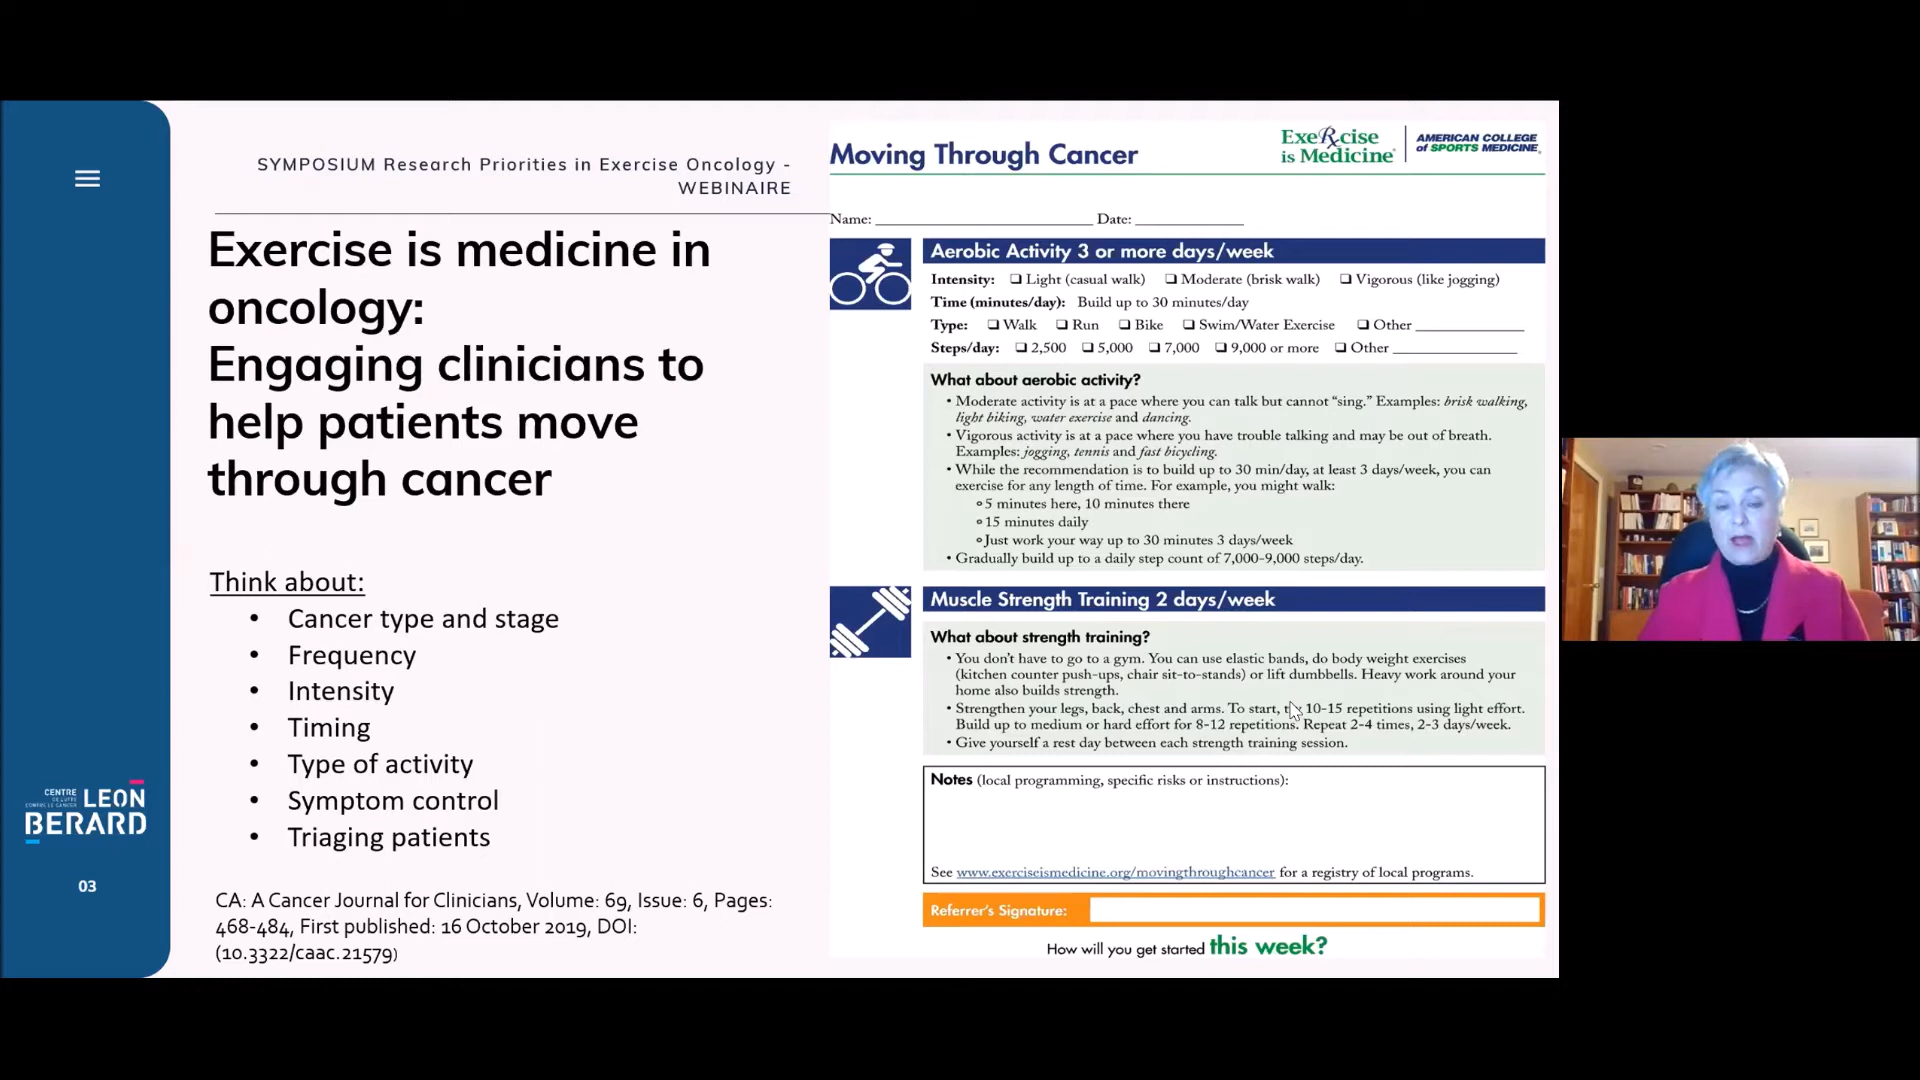 SYMPOSIUM Research Priorities in Exercise Oncology -
WEBINAIRE
Exercise is medicine in
oncology:
Engaging clinicians to
help patients move
through cancer
Think about:
• Cancer type and stage
• Frequency
• Intensity
• Timing
• Type of activity
• Symptom control
• Triaging patients
CA: A Cancer Journal for Clinicians, Volume: 69, Issue: 6, Pages:
468-484, First published: 16 October 2019, DOI:
(10.3322/caac.21579)
CENTRE
LEON
BERARD
03
Moving Through Cancer
ExeRcise
is Medicine
AMERICAN COLLEGE
of SPORTS MEDICINE
Name: Date:
Aerobic Activity 3 or more days/week
Intensity: ❑ Light (casual walk) ❑ Moderate (brisk walk) ❑ Vigorous (like jogging)
Time (minutes/day): Build up to 30 minutes/day
Type: ❑ Walk ❑ Run ❑ Bike ❑ Swim/Water Exercise ❑ Other
Steps/day: ❑ 2,500 ❑ 5,000 ❑ 7,000 ❑ 9,000 or more ❑ Other
What about aerobic activity?
• Moderate activity is at a pace where you can talk but cannot “sing.” Examples: brisk walking,
light biking, water exercise and dancing.
• Vigorous activity is at a pace where you have trouble talking and may be out of breath.
Examples: jogging, tennis and fast bicycling.
• While the recommendation is to build up to 30 min/day, at least 3 days/week, you can
exercise for any length of time. For example, you might walk:
∘ 5 minutes here, 10 minutes there
∘ 15 minutes daily
∘ Just work your way up to 30 minutes 3 days/week
• Gradually build up to a daily step count of 7,000-9,000 steps/day.
Muscle Strength Training 2 days/week
What about strength training?
• You don’t have to go to a gym. You can use elastic bands, do body weight exercises
(kitchen counter push-ups, chair sit-to-stands) or lift dumbbells. Heavy work around your
home also builds strength.
• Strengthen your legs, back, chest and arms. To start, 10-15 repetitions using light effort.
Build up to medium or hard effort for 8-12 repetitions. Repeat 2-4 times, 2-3 days/week.
• Give yourself a rest day between each strength training session.
Notes (local programming, specific risks or instructions):
See www.exerciseismedicine.org/movingthroughcancer for a registry of local programs.
Referrer’s Signature:
How will you get started this week?